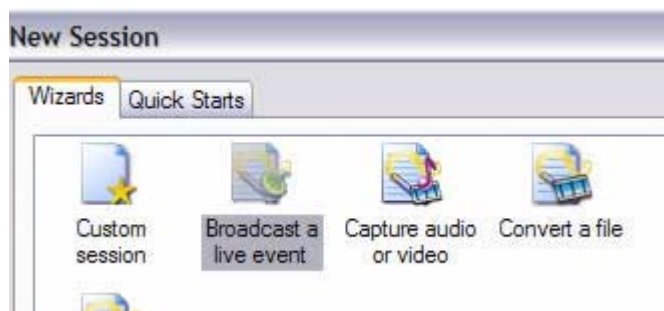 New Session
Wizards Quick Starts
Custom session
Broadcast a live event
Capture audio or video
Convert a file